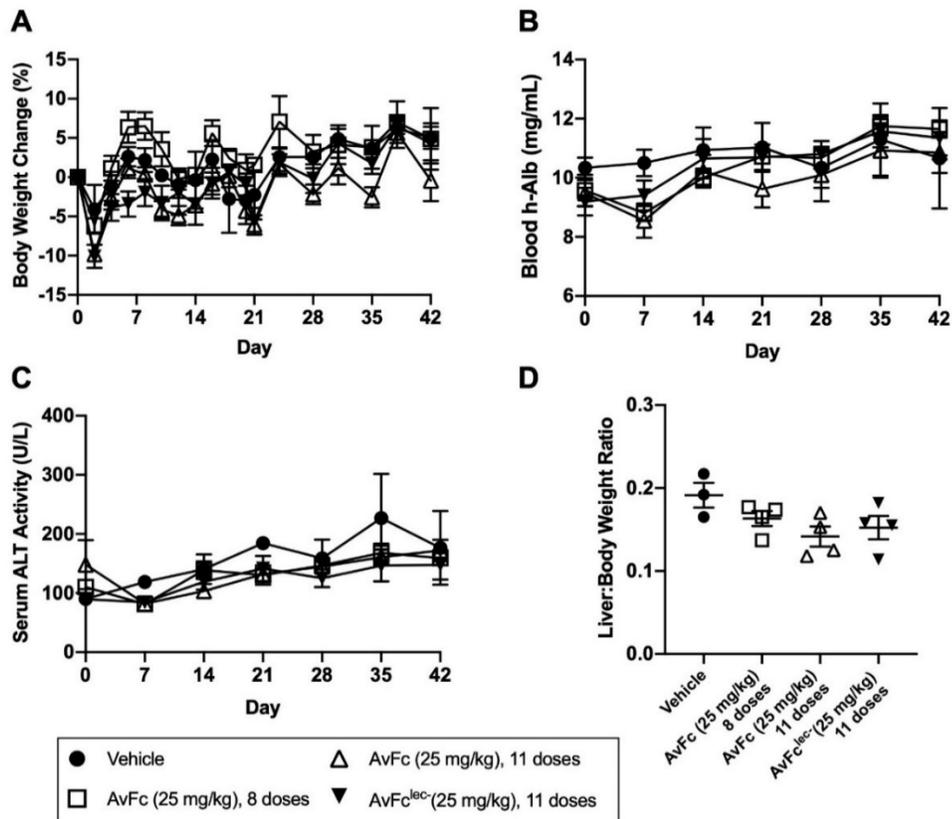 A
Body Weight Change (%)
15
10
5
0
-5
-10
-15
0 7 14 21 28 35 42
Day
B
Blood h-Alb (mg/mL)
14
12
10
8
6
0 7 14 21 28 35 42
Day
C
Serum ALT Activity (U/L)
400
300
200
100
0
0 7 14 21 28 35 42
Day
D
Liver:Body Weight Ratio
0.3
0.2
0.1
0.0
Vehicle
AvFc (25 mg/kg)
8 doses
AvFc (25 mg/kg)
11 doses
AvFclec-(25 mg/kg)
11 doses
Vehicle
AvFc (25 mg/kg), 11 doses
AvFc (25 mg/kg), 8 doses
AvFclec-(25 mg/kg), 11 doses